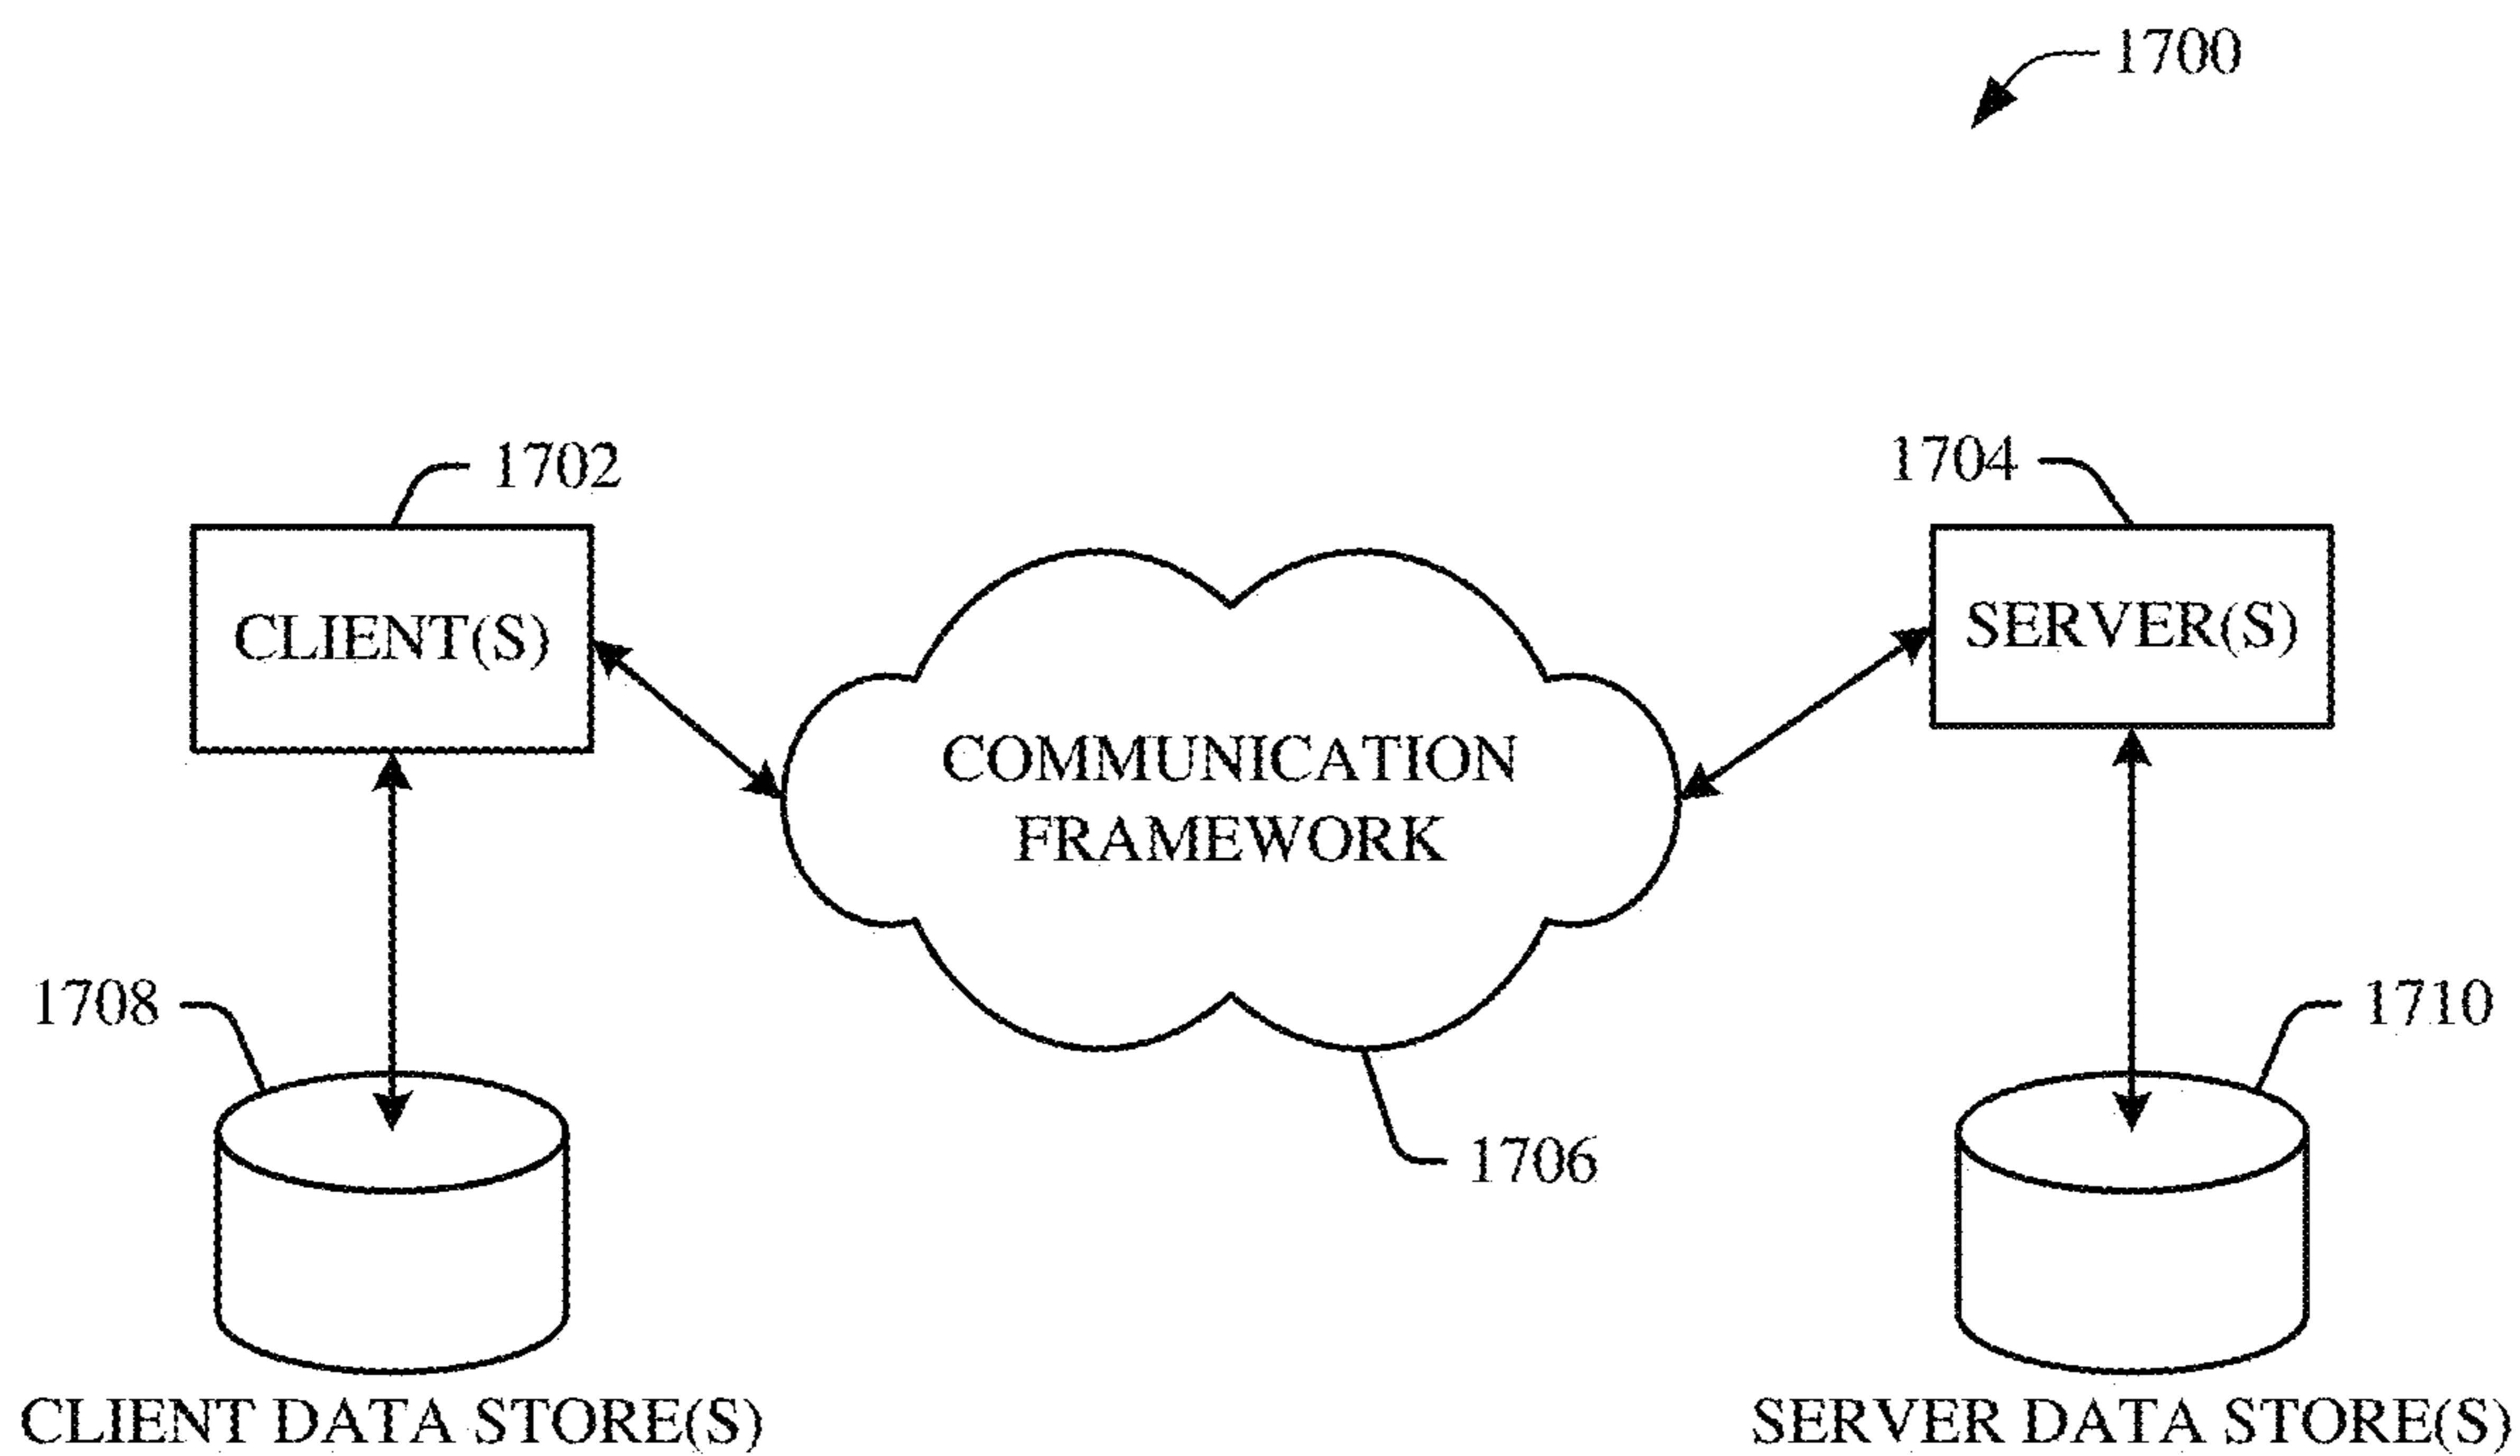 1700
1702
1704
CLIENT(S)
SERVER(S)
COMMUNICATION
FRAMEWORK
1708
1710
1706
CLIENT DATA STORE(S)
SERVER DATA STORE(S)